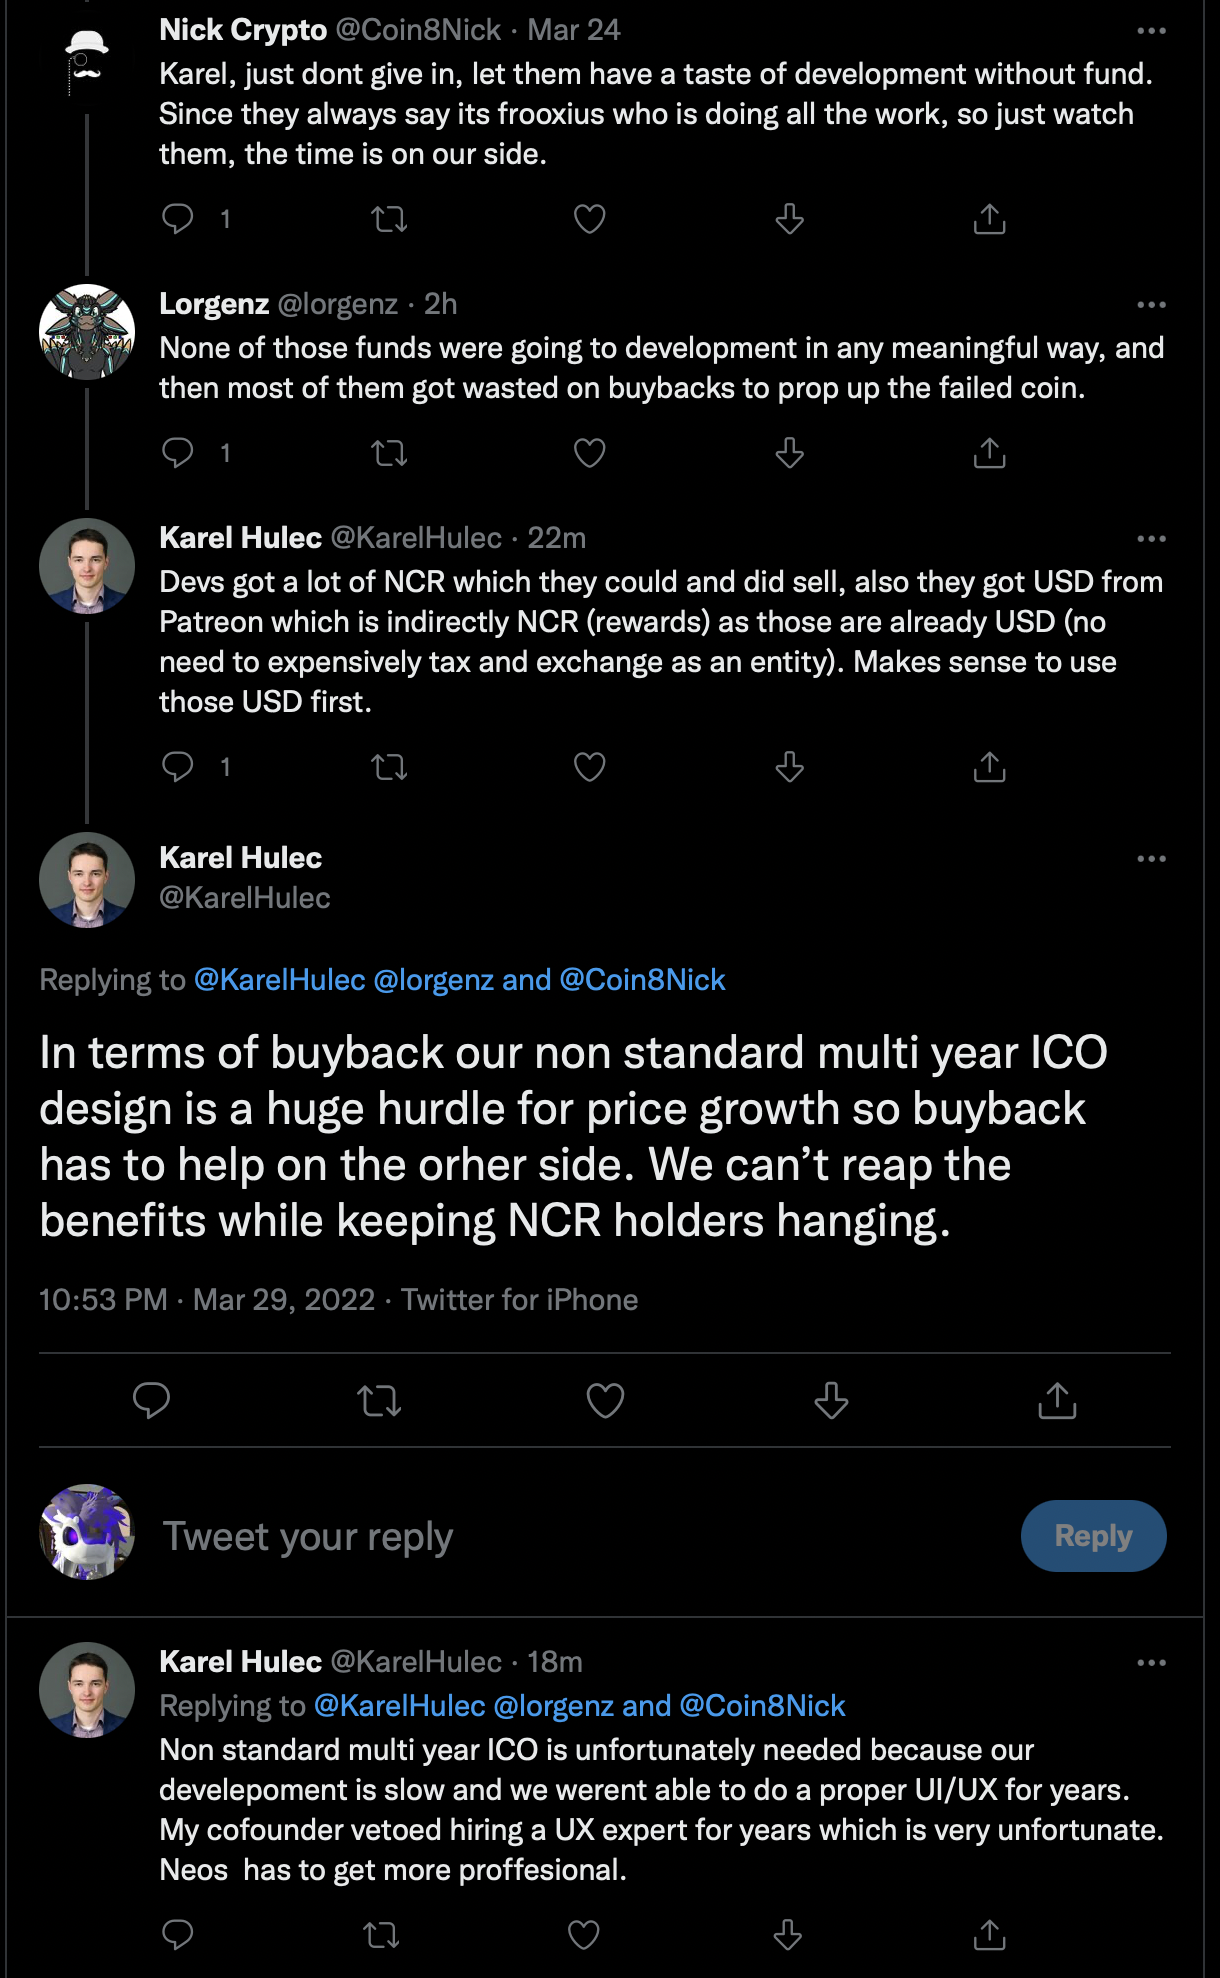 Nick Crypto @Coin8Nick · Mar 24
Karel, just dont give in, let them have a taste of development without fund.
Since they always say its frooxius who is doing all the work, so just watch
them, the time is on our side.
1
Lorgenz @lorgenz · 2h
None of those funds were going to development in any meaningful way, and
then most of them got wasted on buybacks to prop up the failed coin.
1
Karel Hulec @KarelHulec · 22m
Devs got a lot of NCR which they could and did sell, also they got USD from
Patreon which is indirectly NCR (rewards) as those are already USD (no
need to expensively tax and exchange as an entity). Makes sense to use
those USD first.
1
Karel Hulec
@KarelHulec
Replying to @KarelHulec @lorgenz and @Coin8Nick
In terms of buyback our non standard multi year ICO
design is a huge hurdle for price growth so buyback
has to help on the orher side. We can’t reap the
benefits while keeping NCR holders hanging.
10:53 PM · Mar 29, 2022 · Twitter for iPhone
Tweet your reply
Reply
Karel Hulec @KarelHulec · 18m
Replying to @KarelHulec @lorgenz and @Coin8Nick
Non standard multi year ICO is unfortunately needed because our
develepoment is slow and we werent able to do a proper UI/UX for years.
My cofounder vetoed hiring a UX expert for years which is very unfortunate.
Neos  has to get more proffesional.